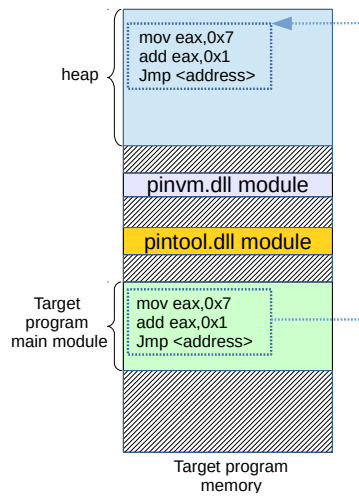 mov eax,0x7
add eax,0x1
Jmp <address>
heap
pinvm.dll module
pintool.dll module
Target
program
main module
mov eax,0x7
add eax,0x1
Jmp <address>
Target program
memory